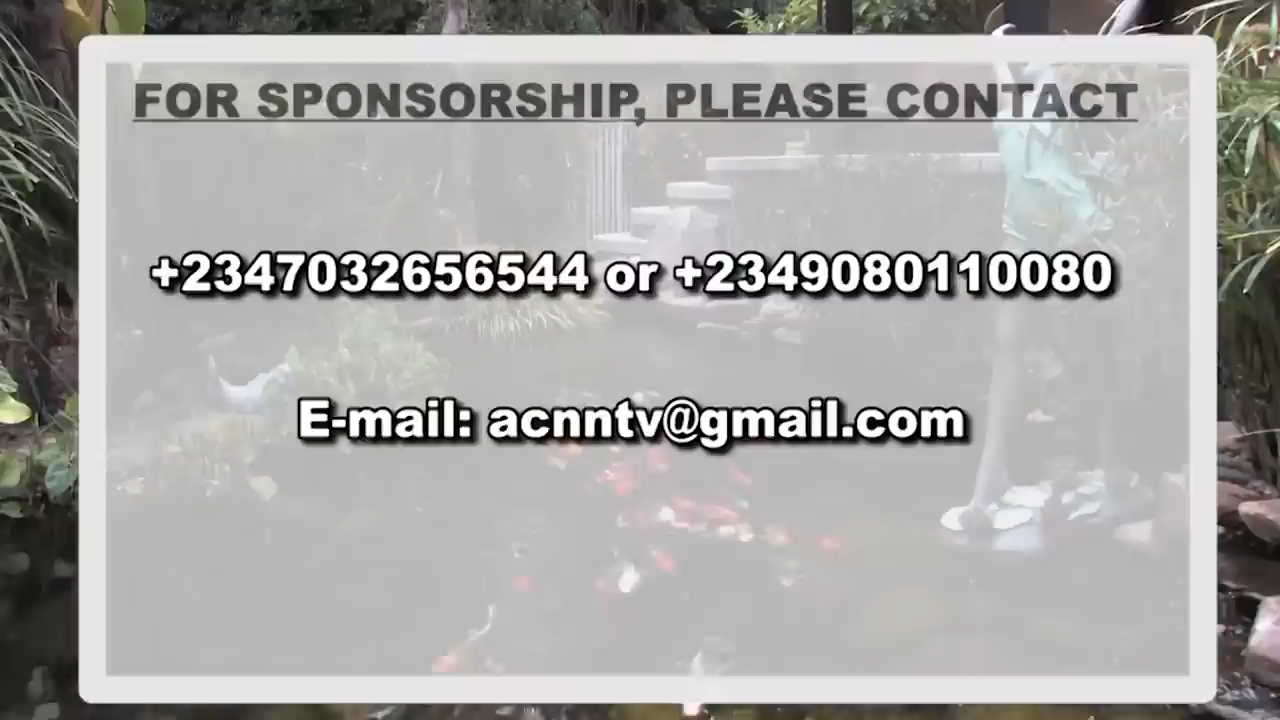 FOR SPONSORSHIP, PLEASE CONTACT
+2347032656544 or +2349080110080
E-mail: acnntv@gmail.com